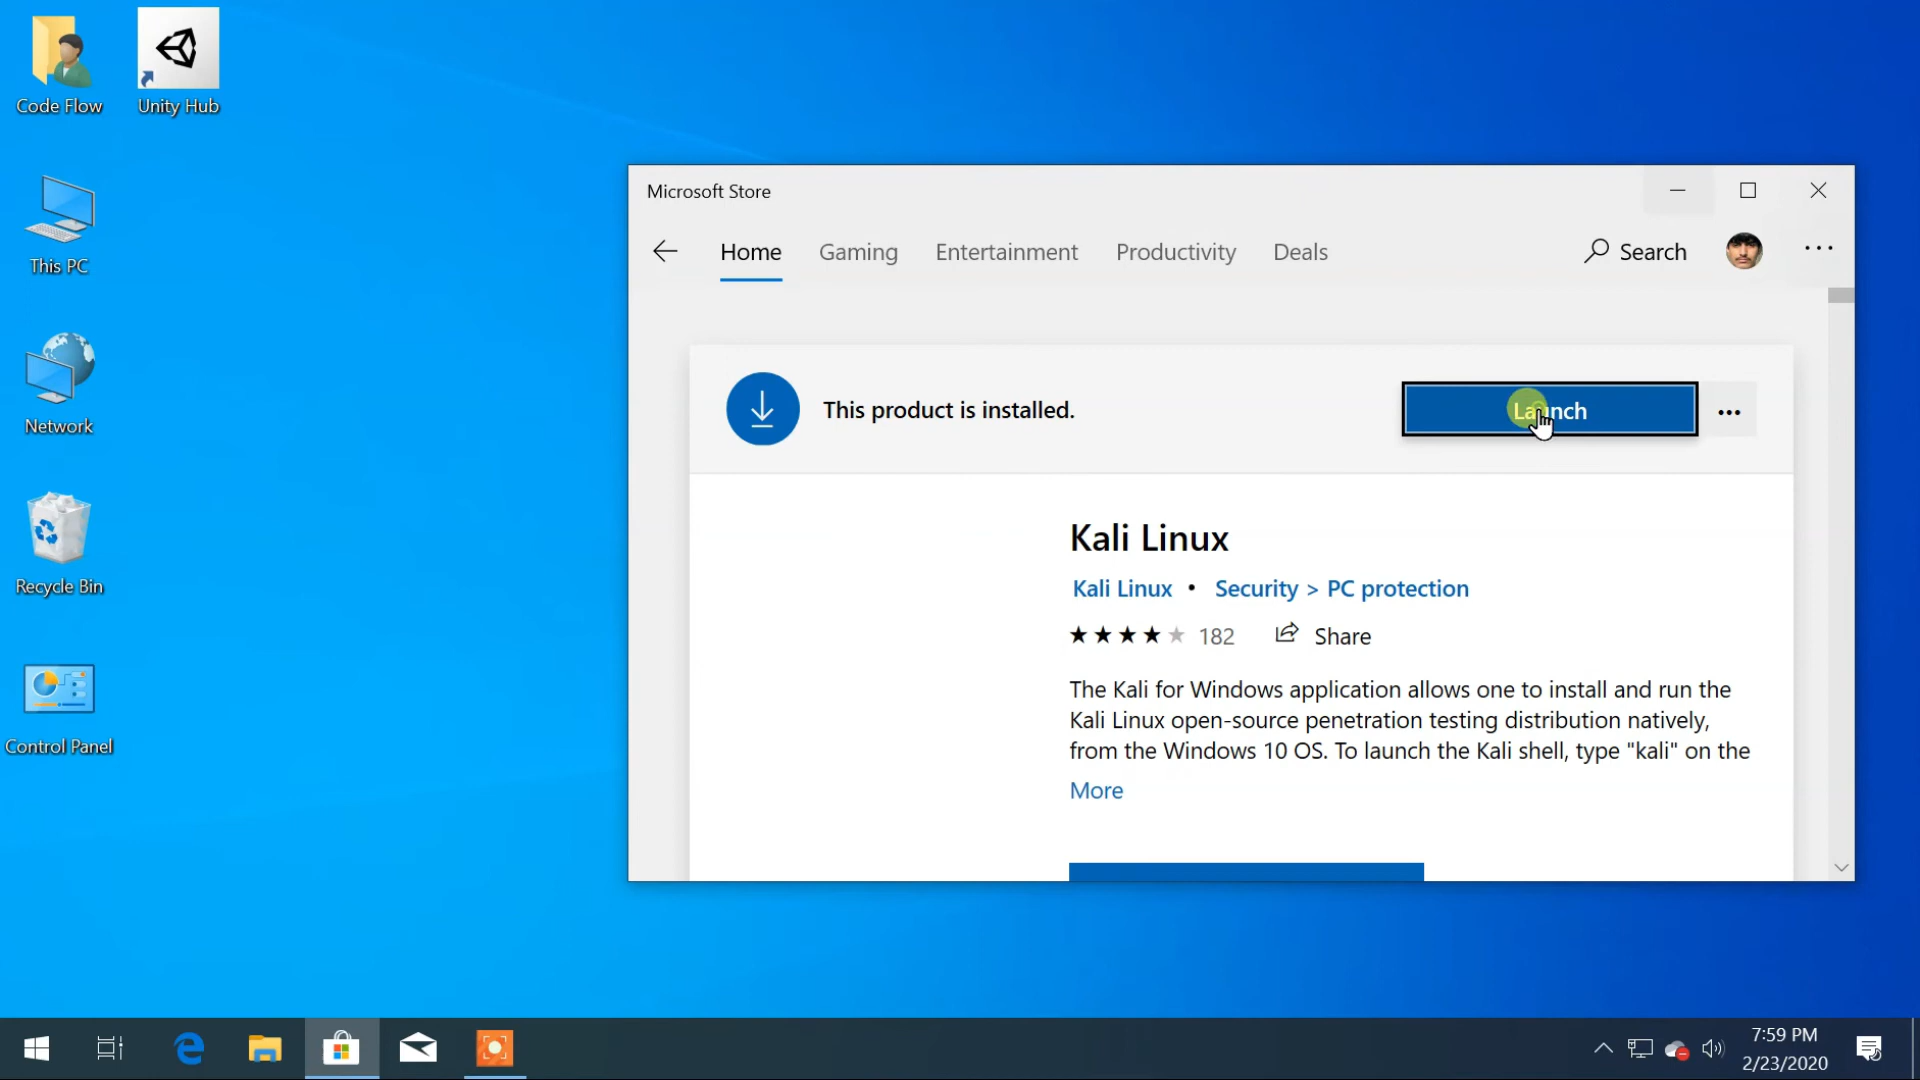 Code Flow
Unity Hub
This PC
Network
Recycle Bin
Control Panel
Microsoft Store
Home Gaming Entertainment Productivity Deals Search
This product is installed.
Launch
Kali Linux
Kali Linux • Security > PC protection
182 Share
The Kali for Windows application allows one to install and run the
Kali Linux open-source penetration testing distribution natively,
from the Windows 10 OS. To launch the Kali shell, type "kali" on the
More
7:59 PM
2/23/2020